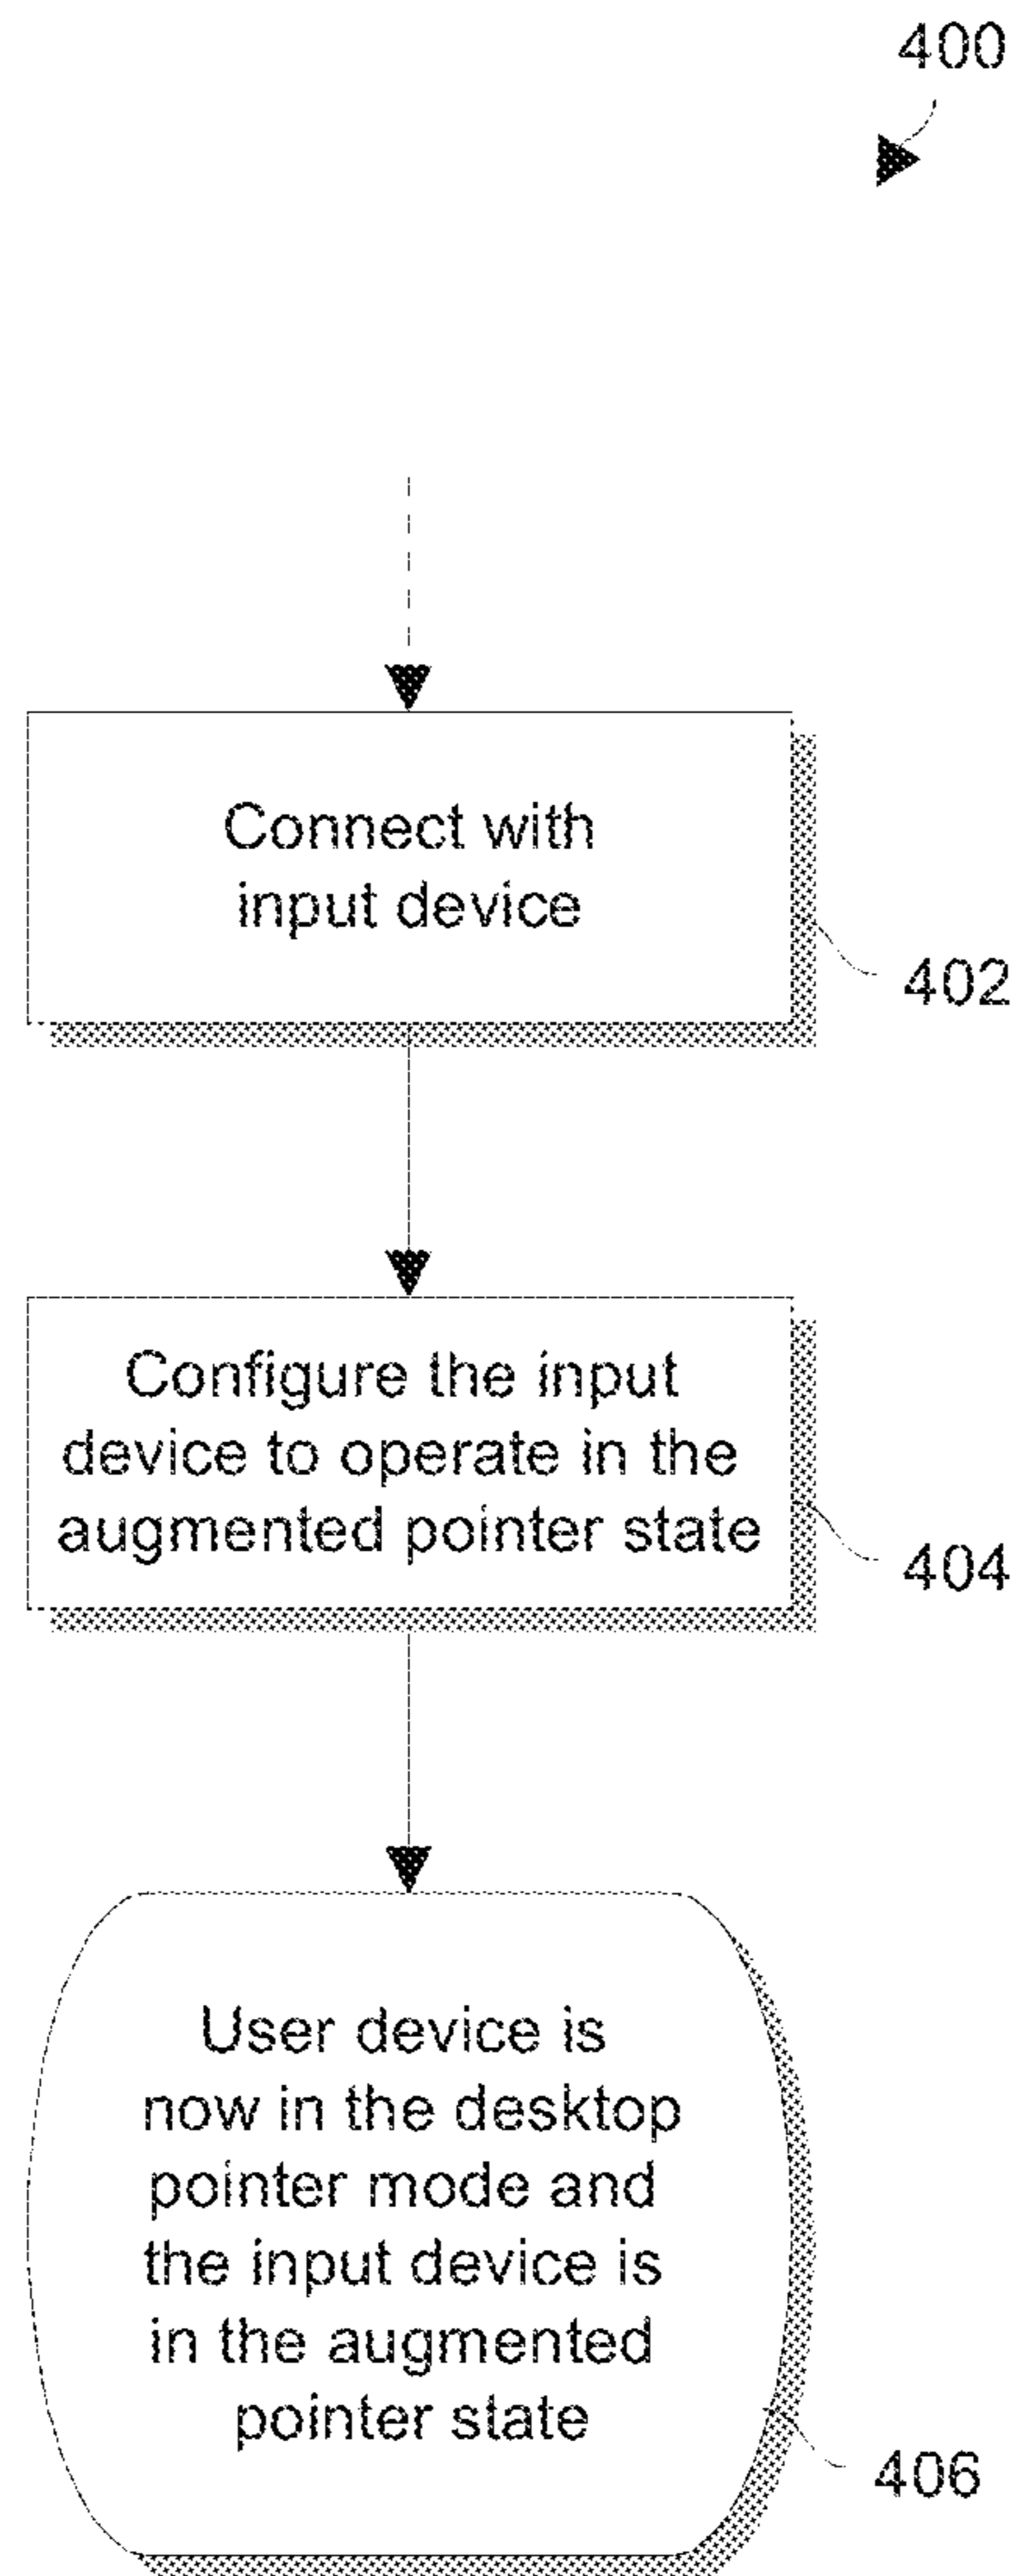 400
Connect with
input device
402
Configure the input
device to operate in the
augmented pointer state
404
User device is
now in the desktop
pointer mode and
the input device is
in the augmented
pointer state
406